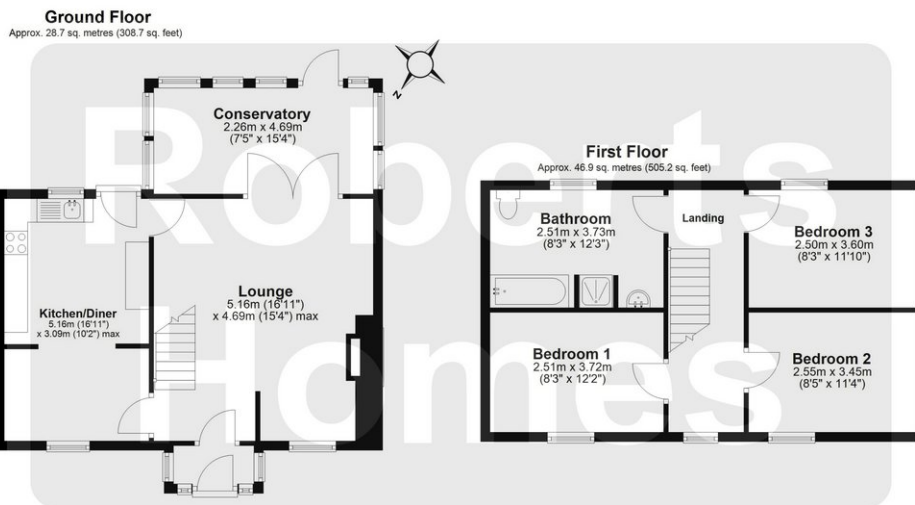 Ground Floor
Approx. 28.7 sq. metres (308.7 sq. feet)
Conservatory
2.26m x 4.69m
(7'5" x 15'4")
Lounge
5.16m (16'11")
x 4.69m (15'4") max
Kitchen/Diner
5.16m (16'11")
x 3.09m (10'2") max
N
First Floor
Approx. 46.9 sq. metres (505.2 sq. feet)
Bathroom
2.51m x 3.73m
(8'3" x 12'3")
Landing
Bedroom 3
2.50m x 3.60m
(8'3" x 11'10")
Bedroom 1
2.51m x 3.72m
(8'3" x 12'2")
Bedroom 2
2.55m x 3.45m
(8'5" x 11'4")
Roberts
Homes